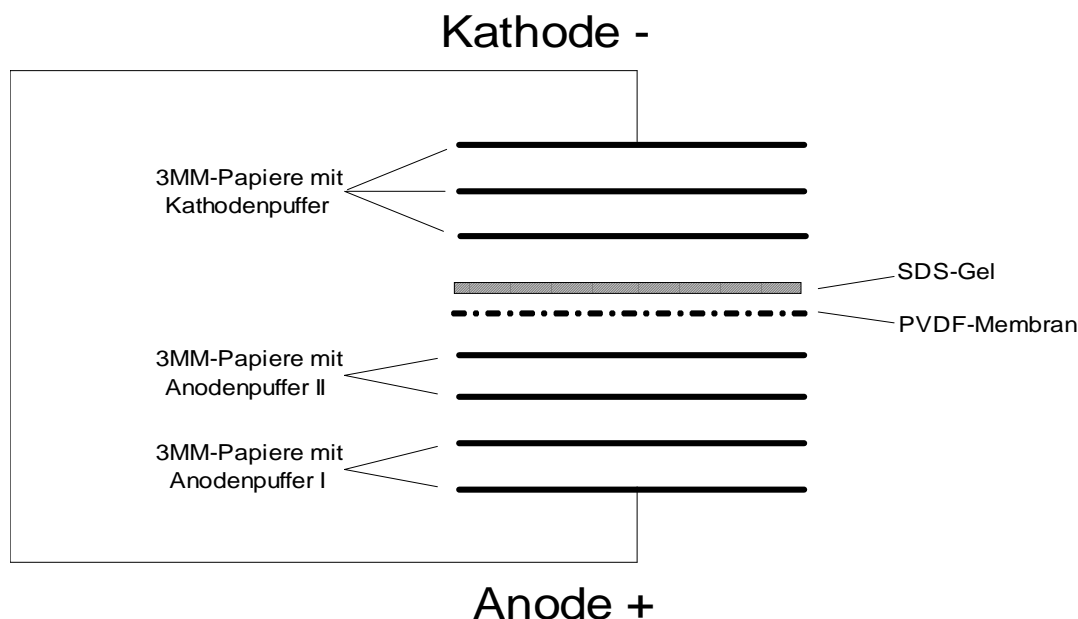 Kathode -
3MM-Papiere mit
Kathodenpuffer
SDS-Gel
PVDF-Membran
3MM-Papiere mit
Anodenpuffer II
3MM-Papiere mit
Anodenpuffer I
Anode +